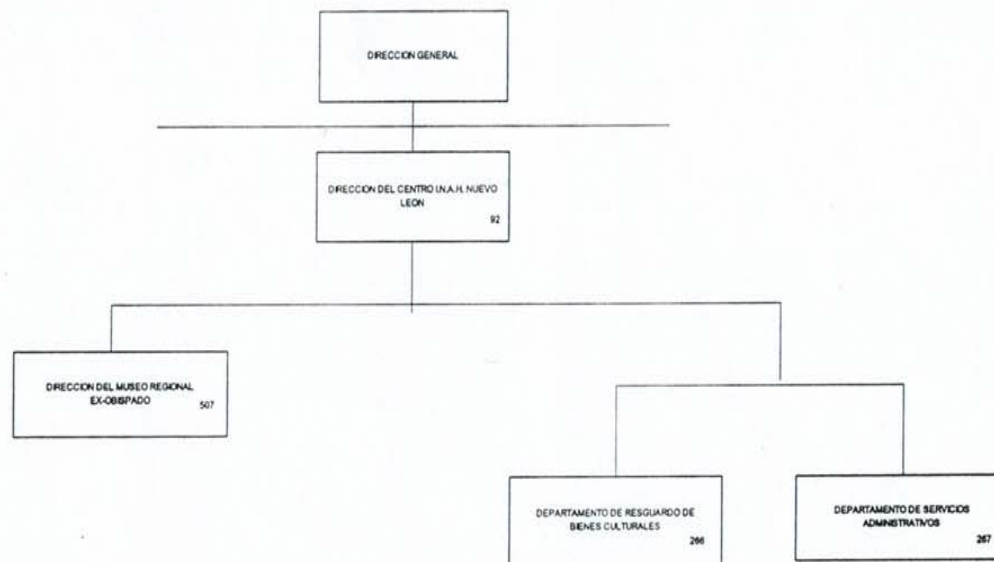 DIRECCION GENERAL
DIRECCION DEL CENTRO I.N.A.H. NUEVO
LEON
92
DIRECCION DEL MUSEO REGIONAL
EX-OBISPADO
507
DEPARTAMENTO DE RESGUARDO DE
BIENES CULTURALES
266
DEPARTAMENTO DE SERVICIOS
ADMINISTRATIVOS
267